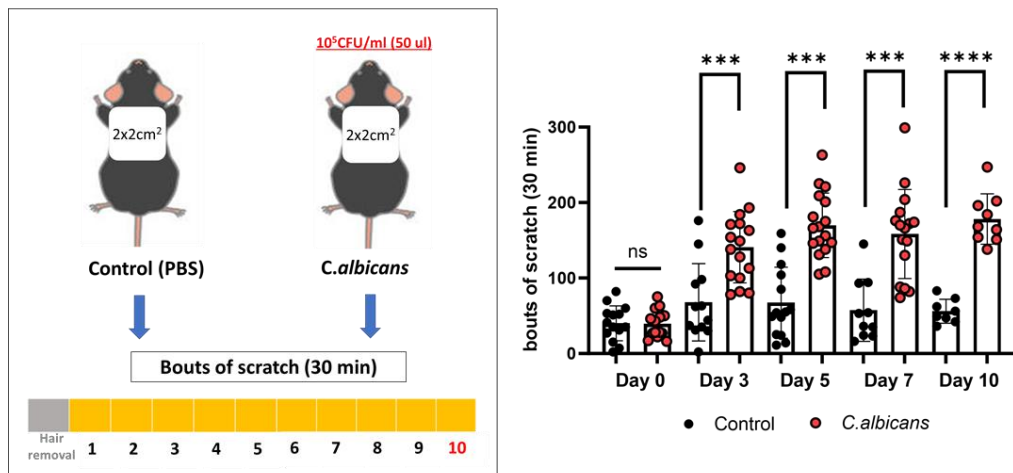 10⁵CFU/ml (50 ul)
2x2cm²
2x2cm²
Control (PBS)
C.albicans
Bouts of scratch (30 min)
Hair
removal
1 2 3 4 5 6 7 8 9 10
*** *** *** ****
bouts of scratch (30 min)
300
200
100
0
ns
Day 0 Day 3 Day 5 Day 7 Day 10
Control C.albicans